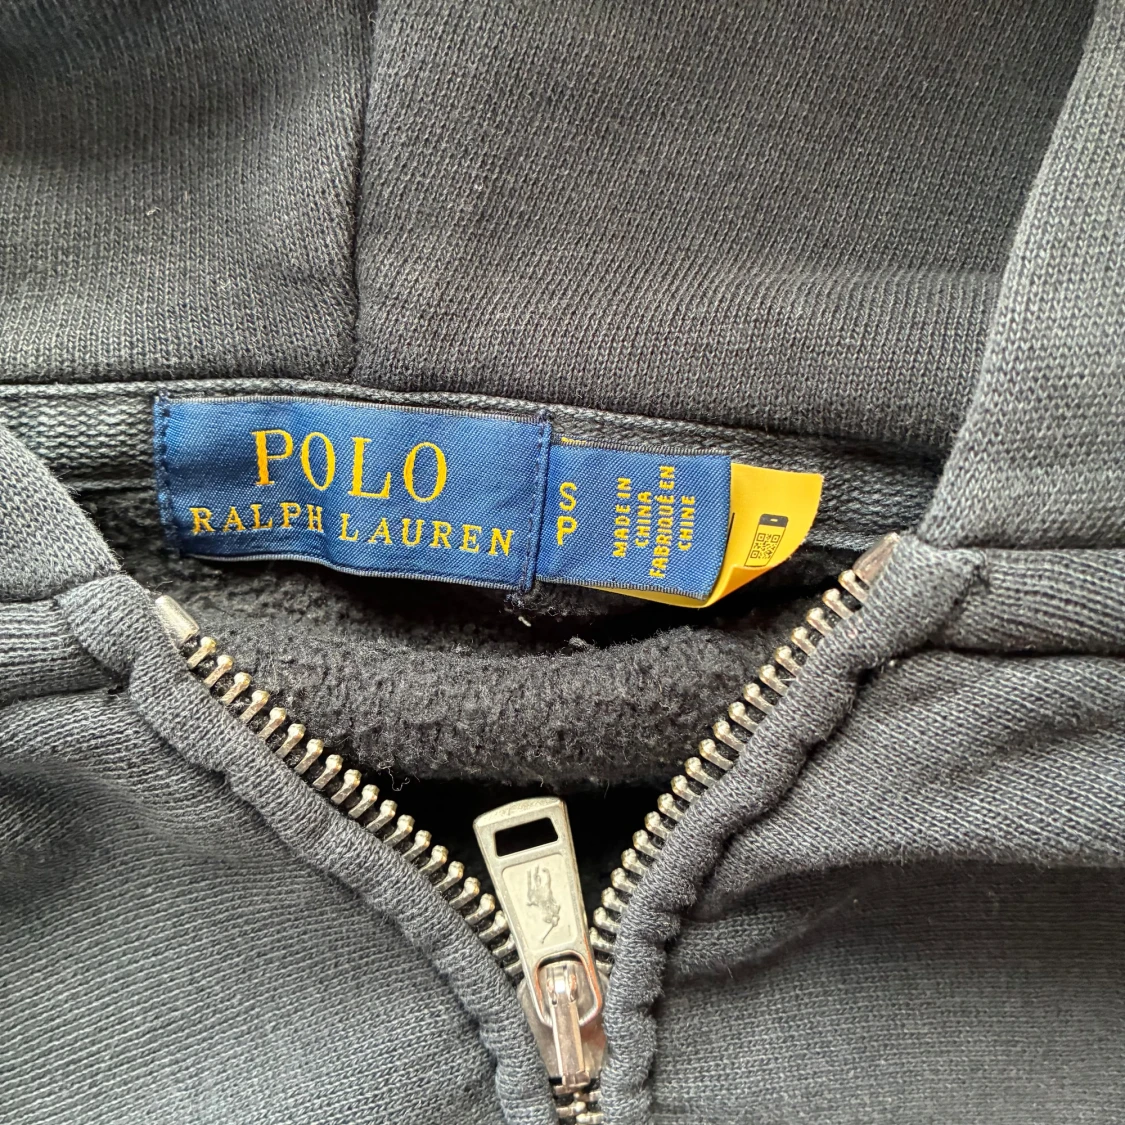 POLO
RALPH LAUREN
S
P
MADE IN
CHINA
FABRIQUÉ EN
CHINE